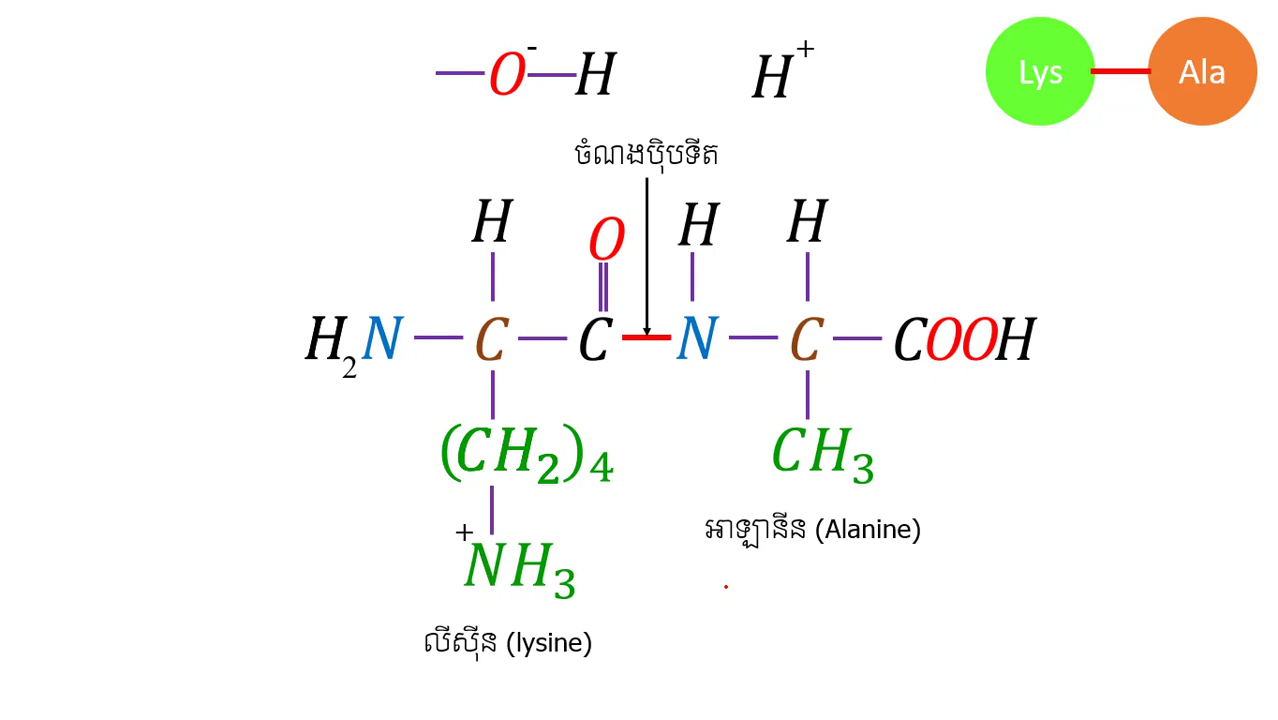 —O⁻—H H⁺ Lys Ala
ចំណងប៉ិបទីត
H O H H
H₂N — C — C — N — C — COOH
(CH₂)₄ CH₃
អាឡានីន (Alanine)
⁺NH₃
លីស៊ីន (lysine)